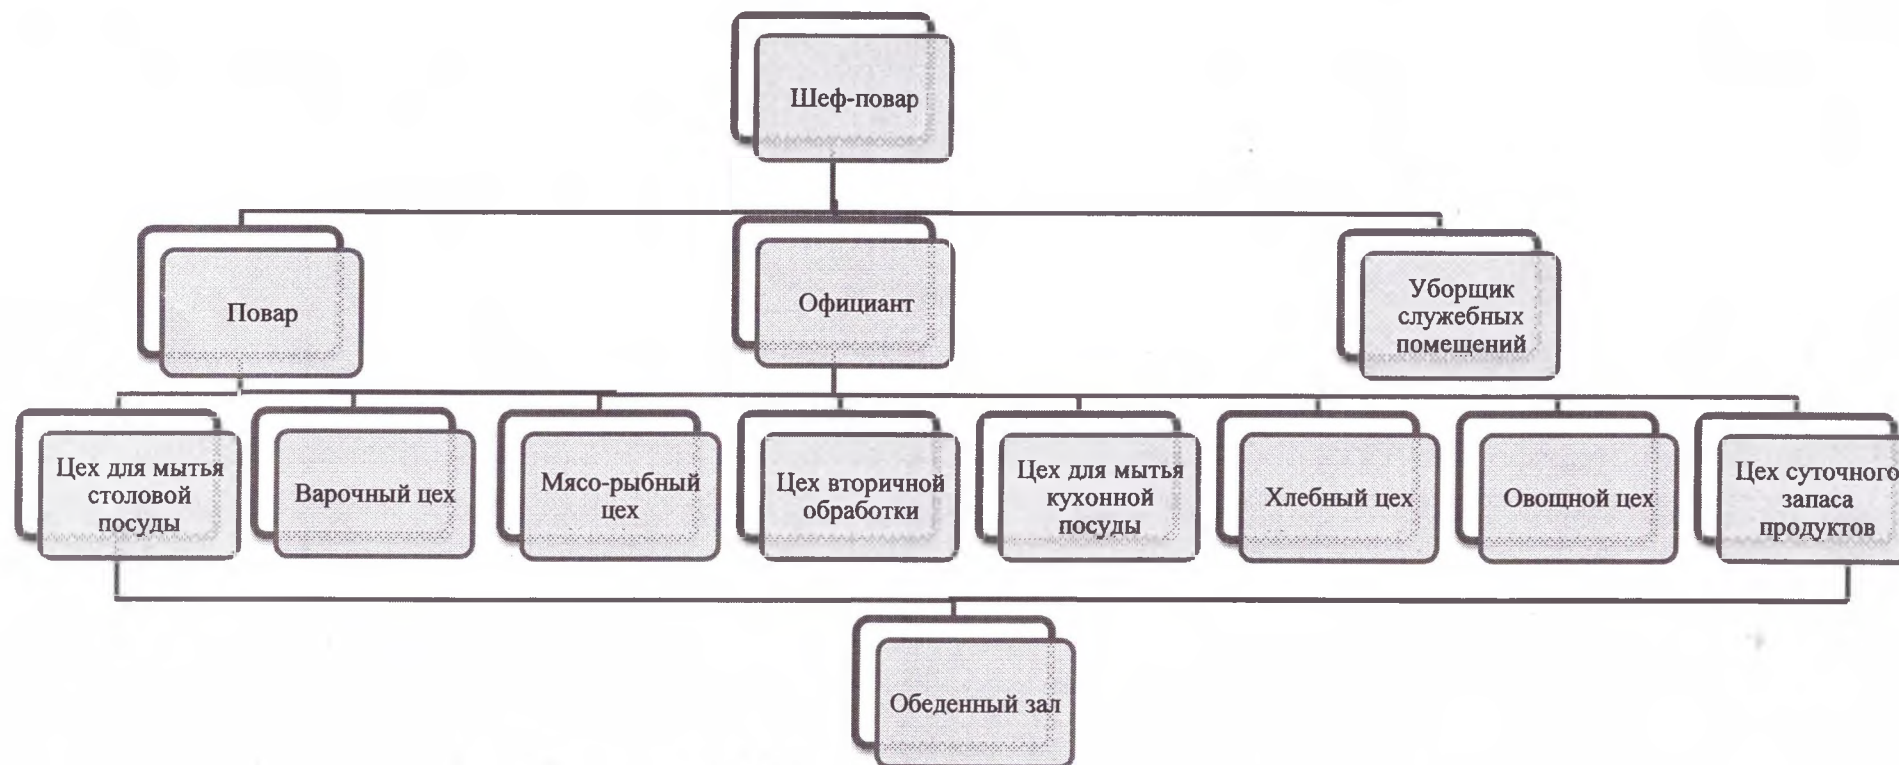 Шеф-повар
Повар
Официант
Уборщик
служебных
помещений
Цех для мытья
столовой
посуды
Варочный цех
Мясо-рыбный
цех
Цех вторичной
обработки
Цех для мытья
кухонной
посуды
Хлебный цех
Овощной цех
Цех суточного
запаса
продуктов
Обеденный зал